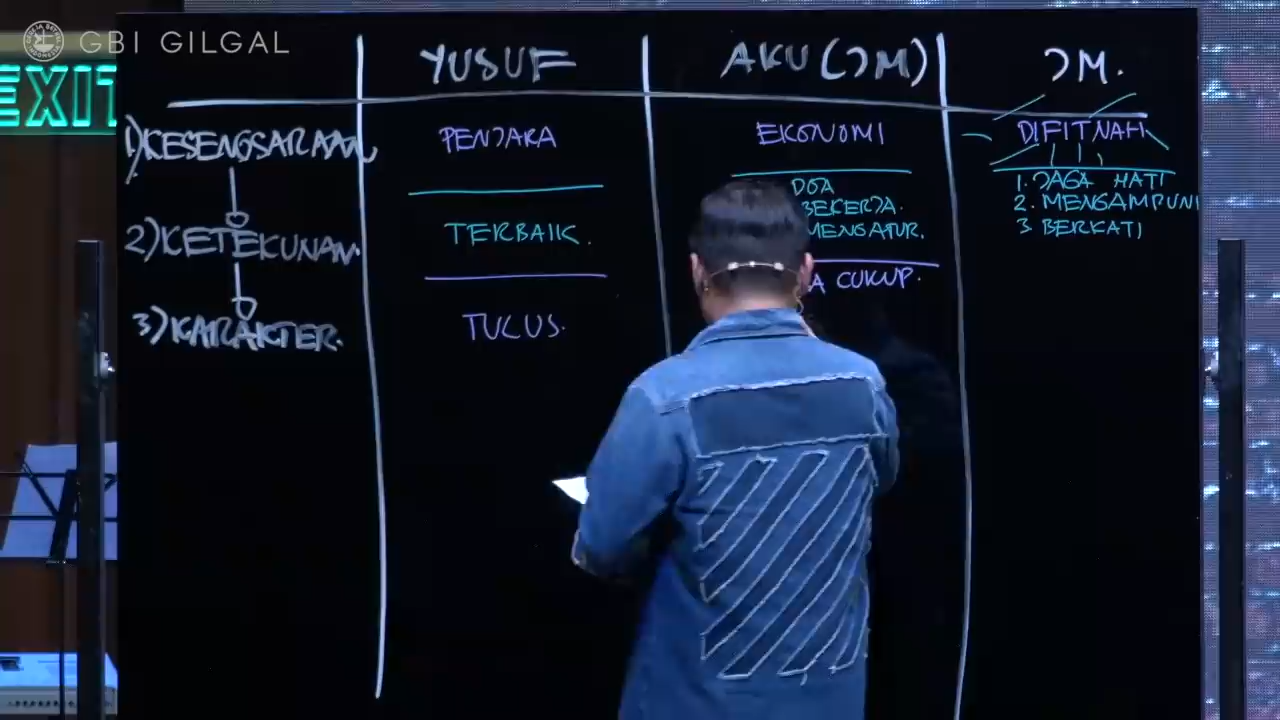 GBI GILGAL
EXIT
YUS
AKU (JM)
JM.
1) KESENGSARAAN
PENJARA
EKONOMI
DIFITNAH
2) KETEKUNAN.
TERBAIK.
DOA
BEKERJA.
MENGATUR.
1. JAGA HATI
2. MENGAMPUNI
3. BERKATI
3) KARAKTER.
TULUS.
A CUKUP.